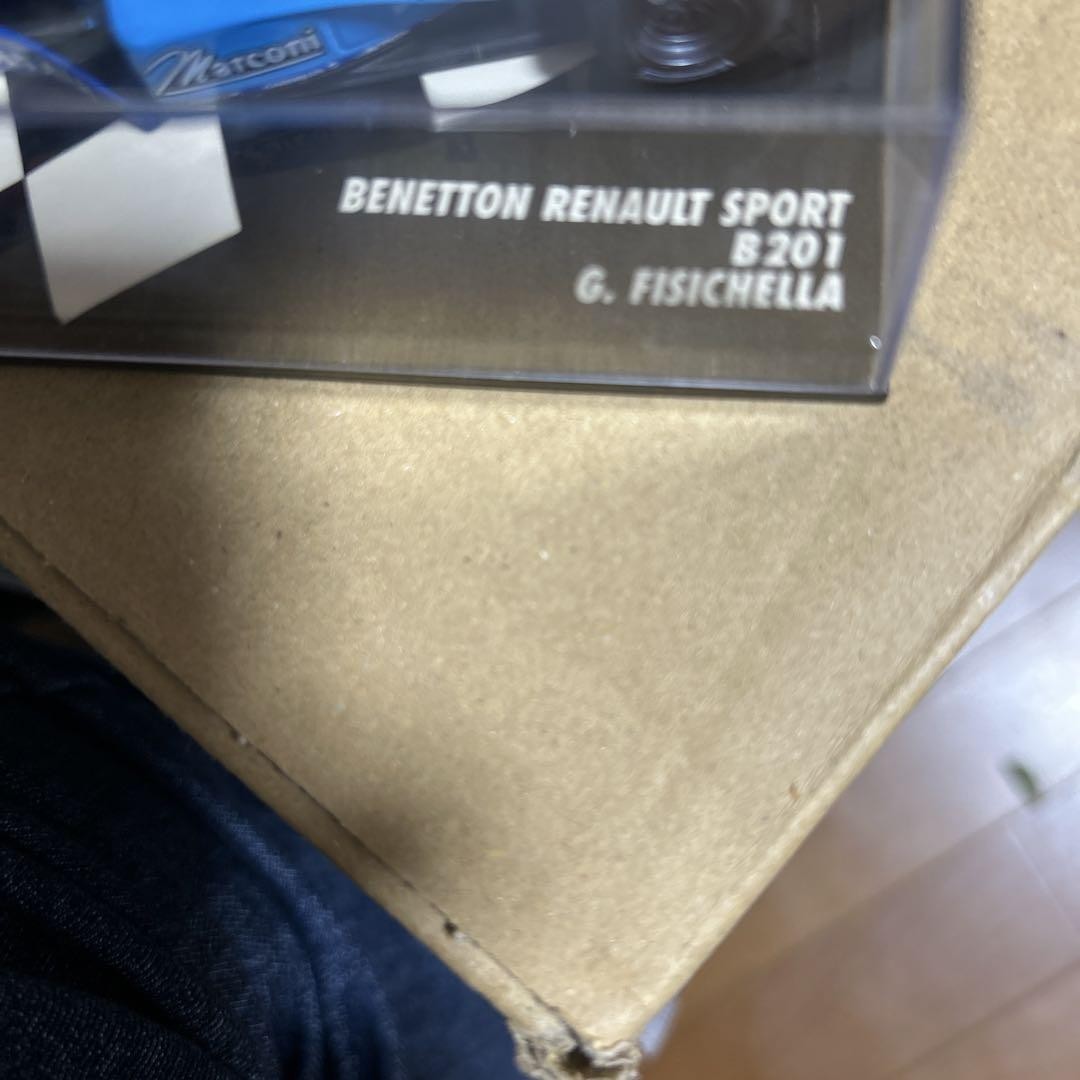 Marconi
BENETTON RENAULT SPORT
B201
G. FISICHELLA